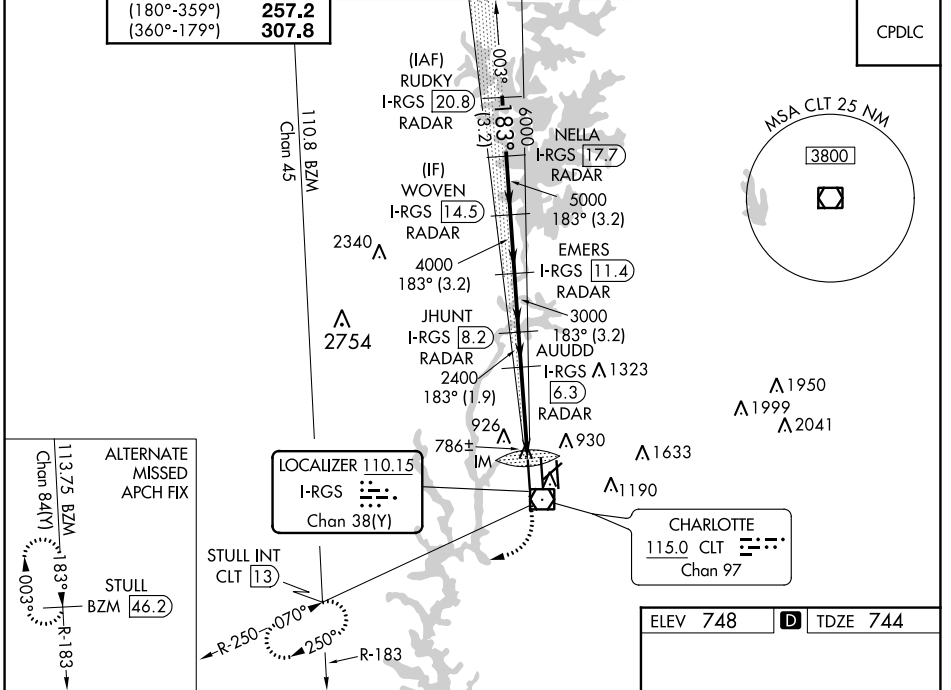 (180°-359°) 257.2
(360°-179°) 307.8
CPDLC
110.8 BZM
Chan 45
(IAF)
RUDKY
I-RGS 20.8
RADAR
003°
183°
6000
(3.2)
NELLA
I-RGS 17.7
RADAR
5000
183° (3.2)
(IF)
WOVEN
I-RGS 14.5
RADAR
4000
183° (3.2)
EMERS
I-RGS 11.4
RADAR
3000
183° (3.2)
JHUNT
I-RGS 8.2
RADAR
2400
183° (1.9)
AUUDD
I-RGS
6.3
RADAR
MSA CLT 25 NM
3800
2340
2754
1323
1950
1999
2041
926
930
786±
IM
1633
1190
LOCALIZER 110.15
I-RGS
Chan 38(Y)
CHARLOTTE
115.0 CLT
Chan 97
ALTERNATE
MISSED
APCH FIX
113.75 BZM
Chan 84(Y)
183°
003°
STULL
BZM 46.2
R-183
STULL INT
CLT 13
R-250
070°
250°
R-183
ELEV 748 D TDZE 744